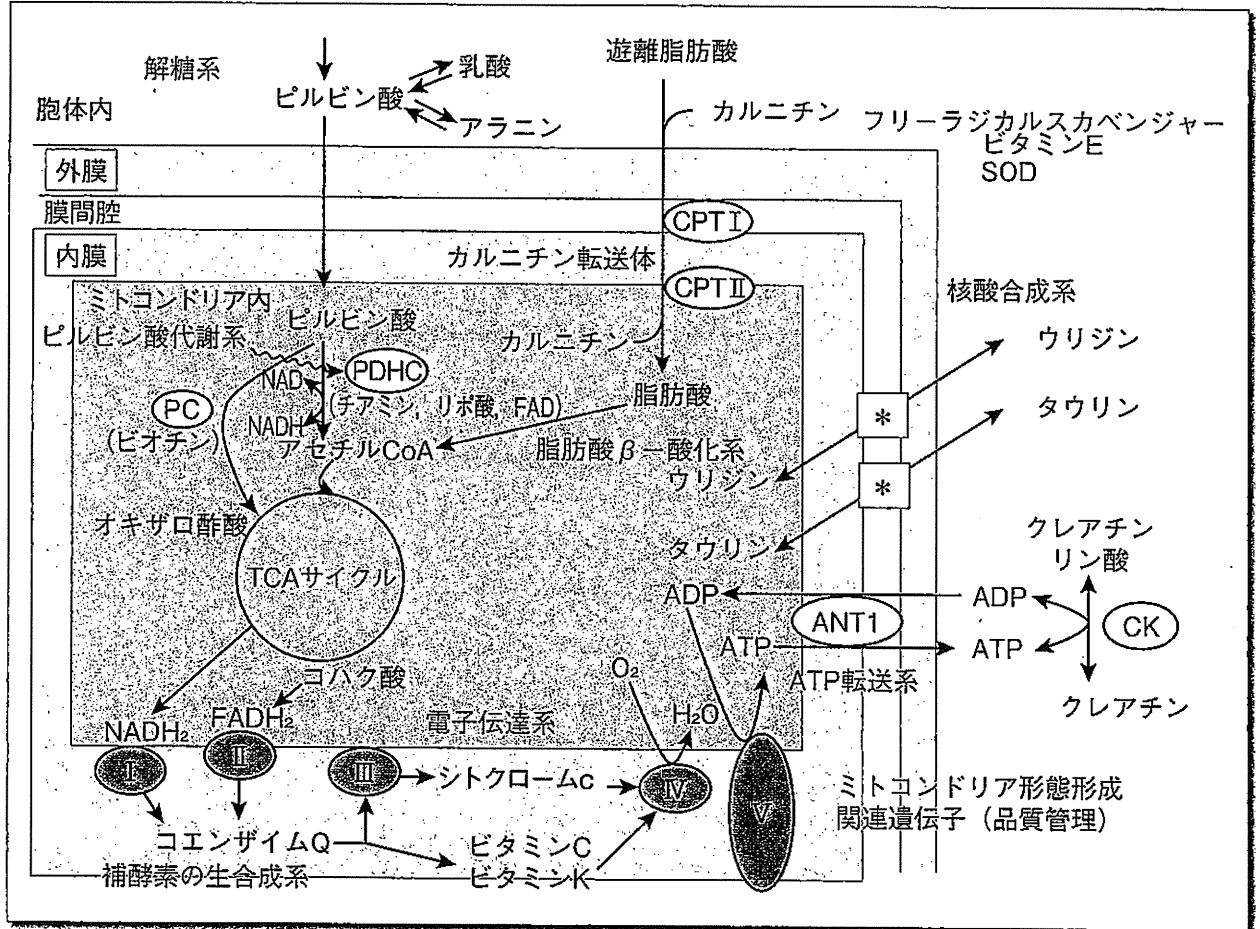 解糖系
ピルビン酸
乳酸
アラニン
遊離脂肪酸
カルニチン
胞体内
フリーラジカルスカベンジャー
ビタミンE
SOD
外膜
膜間腔
内膜
CPTⅠ
カルニチン転送体
CPTⅡ
ミトコンドリア内
ピルビン酸代謝系
ピルビン酸
カルニチン
核酸合成系
ウリジン
タウリン
NAD
PDHC
PC
(ビオチン)
(チアミン, リポ酸, FAD)
NADH
アセチルCoA
脂肪酸
脂肪酸β-酸化系
ウリジン
*
*
オキザロ酢酸
タウリン
TCAサイクル
クレアチン
リン酸
ADP
ANT1
ADP
CK
ATP
ATP
ATP転送系
クレアチン
コハク酸
O₂
H₂O
NADH₂
FADH₂
電子伝達系
Ⅰ
Ⅱ
Ⅲ
シトクロームc
Ⅳ
Ⅴ
ミトコンドリア形態形成
関連遺伝子(品質管理)
コエンザイムQ
補酵素の生合成系
ビタミンC
ビタミンK